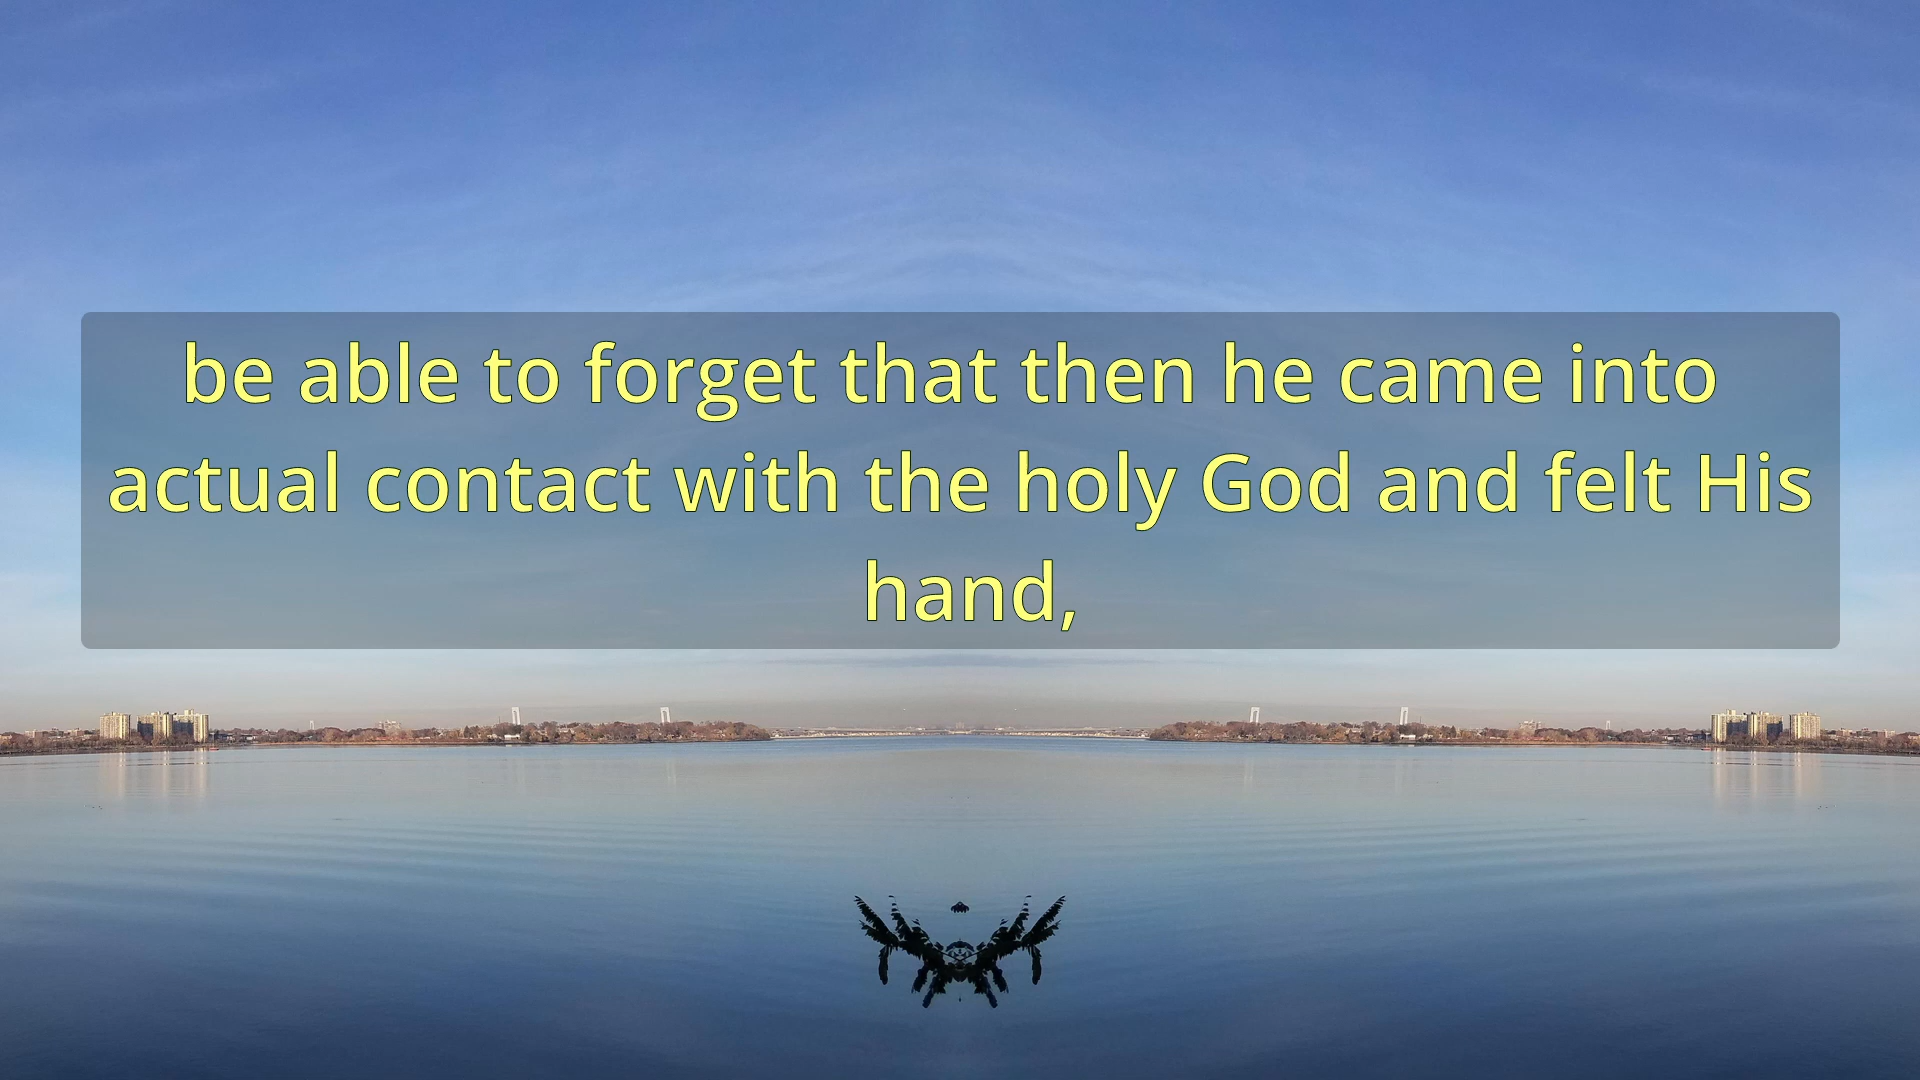 be able to forget that then he came into
actual contact with the holy God and felt His
hand,